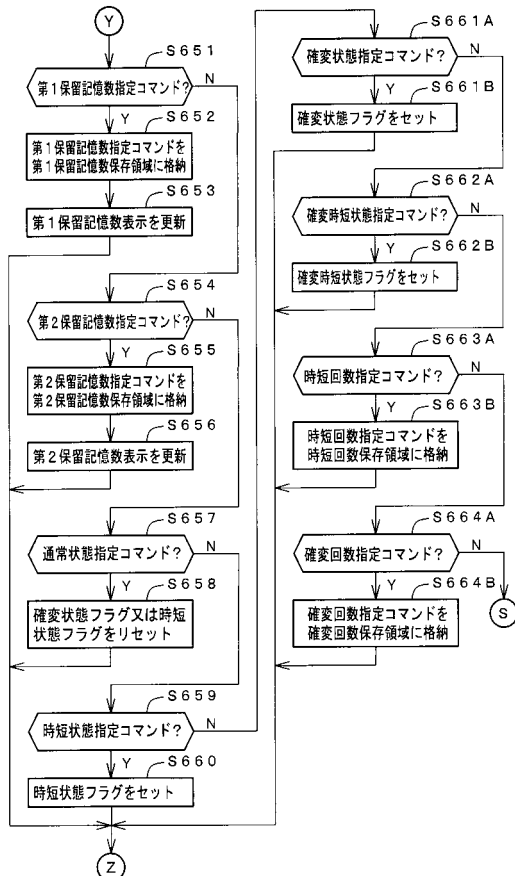 Y
S651
第1保留記憶数指定コマンド?
N
Y
S652
第1保留記憶数指定コマンドを
第1保留記憶数保存領域に格納
S653
第1保留記憶数表示を更新
S654
第2保留記憶数指定コマンド?
N
Y
S655
第2保留記憶数指定コマンドを
第2保留記憶数保存領域に格納
S656
第2保留記憶数表示を更新
S657
通常状態指定コマンド?
N
Y
S658
確変状態フラグ又は時短
状態フラグをリセット
S659
時短状態指定コマンド?
N
Y
S660
時短状態フラグをセット
Z
S661A
確変状態指定コマンド?
N
Y
S661B
確変状態フラグをセット
S662A
確変時短状態指定コマンド?
N
Y
S662B
確変時短状態フラグをセット
S663A
時短回数指定コマンド?
N
Y
S663B
時短回数指定コマンドを
時短回数保存領域に格納
S664A
確変回数指定コマンド?
N
Y
S664B
確変回数指定コマンドを
確変回数保存領域に格納
S